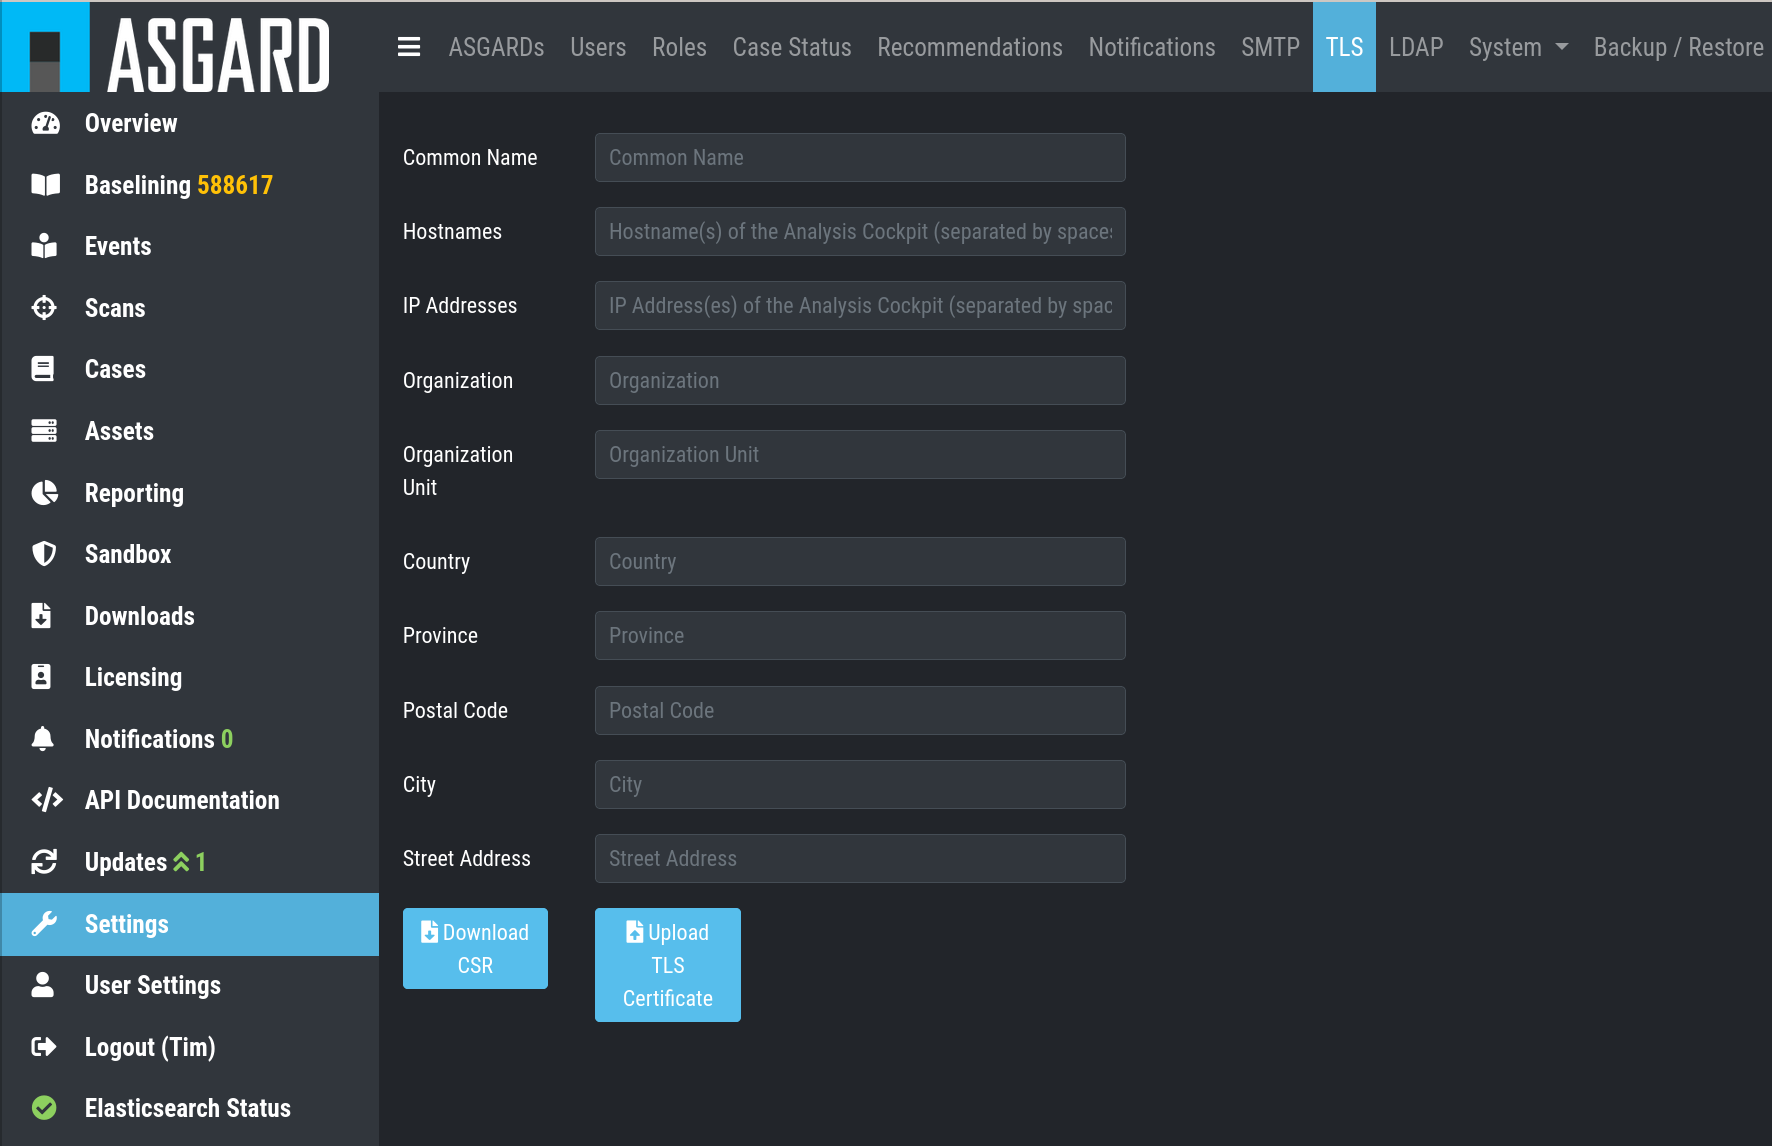 ASGARD
ASGARDs Users Roles Case Status Recommendations Notifications SMTP TLS LDAP System Backup / Restore
Overview
Baselining 588617
Events
Scans
Cases
Assets
Reporting
Sandbox
Downloads
Licensing
Notifications 0
API Documentation
Updates 1
Settings
User Settings
Logout (Tim)
Elasticsearch Status
Common Name Common Name
Hostnames Hostname(s) of the Analysis Cockpit (separated by spaces
IP Addresses IP Address(es) of the Analysis Cockpit (separated by spac
Organization Organization
Organization Unit Organization Unit
Country Country
Province Province
Postal Code Postal Code
City City
Street Address Street Address
Download
CSR
Upload
TLS
Certificate